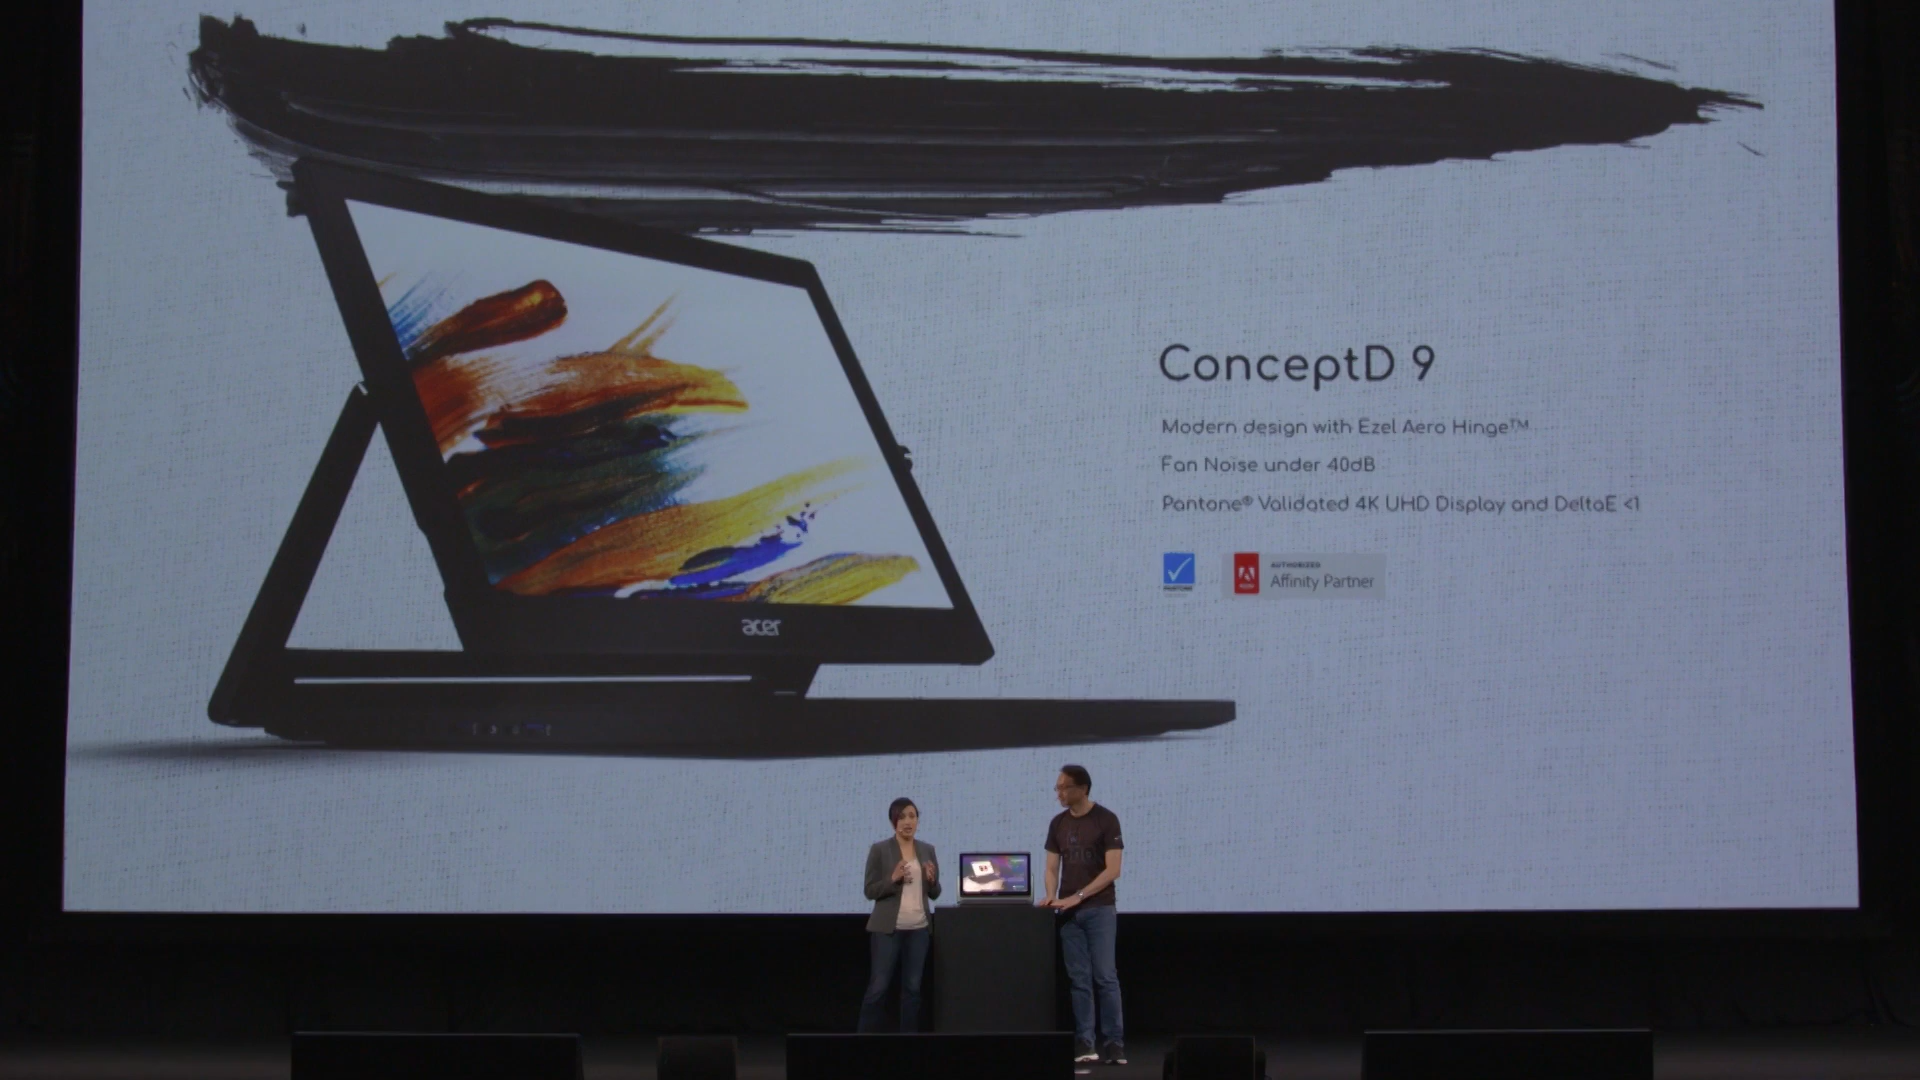 ConceptD 9
Modern design with Ezel Aero Hinge™
Fan Noise under 40dB
Pantone® Validated 4K UHD Display and DeltaE <1
PANTONE
AUTHORIZED
Affinity Partner
acer